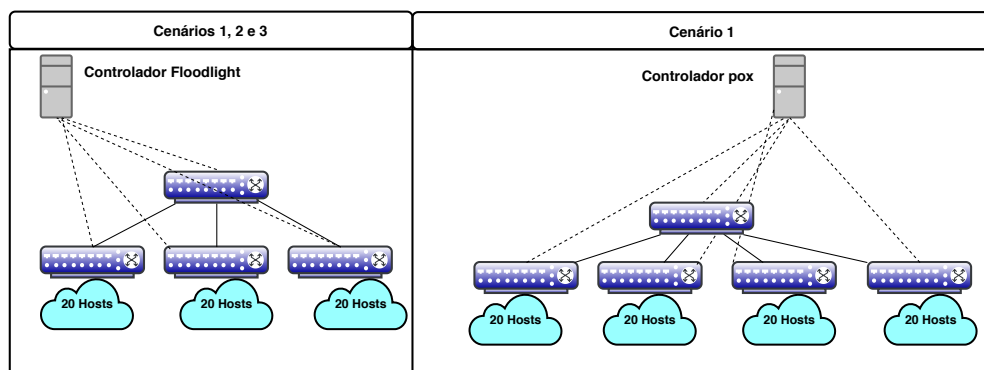 Cenários 1, 2 e 3
Cenário 1
Controlador Floodlight
Controlador pox
20 Hosts
20 Hosts
20 Hosts
20 Hosts
20 Hosts
20 Hosts
20 Hosts